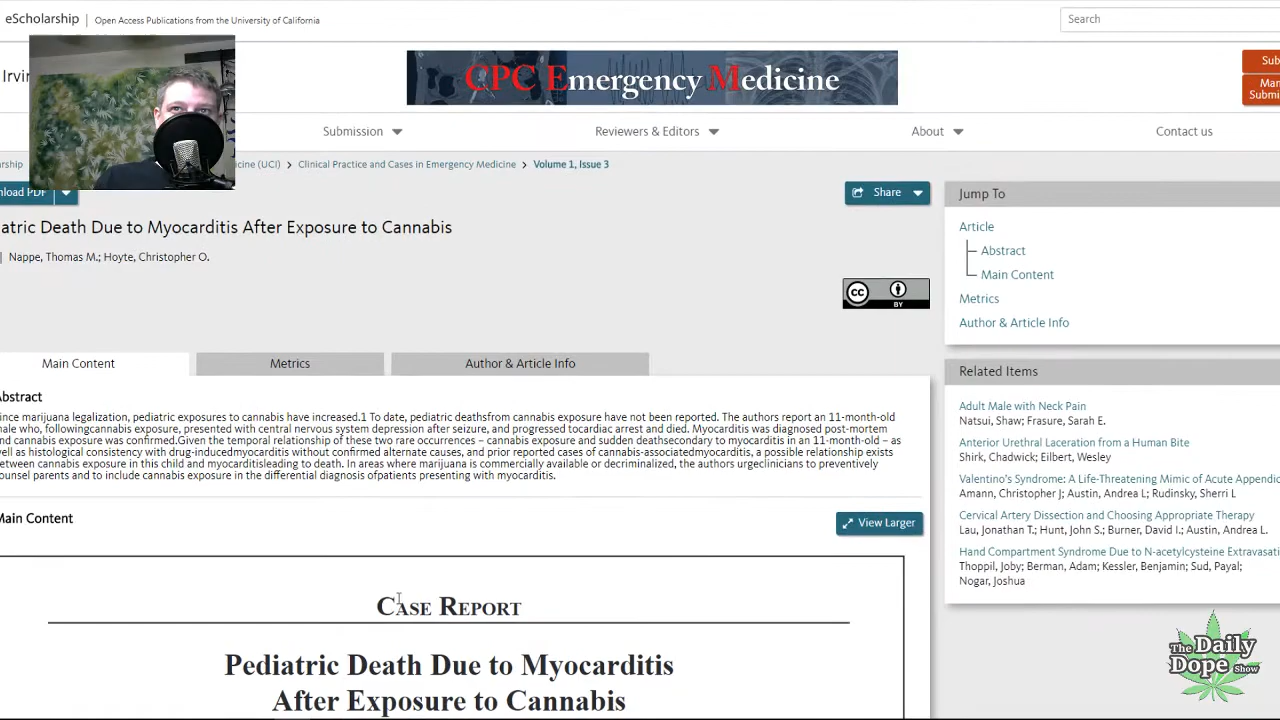 eScholarship
Open Access Publications from the University of California
Search
Irvin
CPC Emergency Medicine
Sub
Man
Submis
Submission
Reviewers & Editors
About
Contact us
ership
icine (UCI) > Clinical Practice and Cases in Emergency Medicine > Volume 1, Issue 3
nload PDF
Share
Jump To
atric Death Due to Myocarditis After Exposure to Cannabis
Article
Nappe, Thomas M.; Hoyte, Christopher O.
Abstract
Main Content
CC
BY
Metrics
Author & Article Info
Main Content
Metrics
Author & Article Info
Related Items
Abstract
ince marijuana legalization, pediatric exposures to cannabis have increased.1 To date, pediatric deathsfrom cannabis exposure have not been reported. The authors report an 11-month-old
nale who, followingcannabis exposure, presented with central nervous system depression after seizure, and progressed tocardiac arrest and died. Myocarditis was diagnosed post-mortem
nd cannabis exposure was confirmed.Given the temporal relationship of these two rare occurrences – cannabis exposure and sudden deathsecondary to myocarditis in an 11-month-old – as
ell as histological consistency with drug-inducedmyocarditis without confirmed alternate causes, and prior reported cases of cannabis-associatedmyocarditis, a possible relationship exists
etween cannabis exposure in this child and myocarditisleading to death. In areas where marijuana is commercially available or decriminalized, the authors urgeclinicians to preventively
ounsel parents and to include cannabis exposure in the differential diagnosis ofpatients presenting with myocarditis.
Adult Male with Neck Pain
Natsui, Shaw; Frasure, Sarah E.
Anterior Urethral Laceration from a Human Bite
Shirk, Chadwick; Eilbert, Wesley
Valentino's Syndrome: A Life-Threatening Mimic of Acute Appendic
Amann, Christopher J; Austin, Andrea L; Rudinsky, Sherri L
Cervical Artery Dissection and Choosing Appropriate Therapy
Lau, Jonathan T.; Hunt, John S.; Burner, David I.; Austin, Andrea L.
Hand Compartment Syndrome Due to N-acetylcysteine Extravasati
Thoppil, Joby; Berman, Adam; Kessler, Benjamin; Sud, Payal;
Nogar, Joshua
Main Content
View Larger
CASE REPORT
Pediatric Death Due to Myocarditis
After Exposure to Cannabis
The Daily
Dope Show